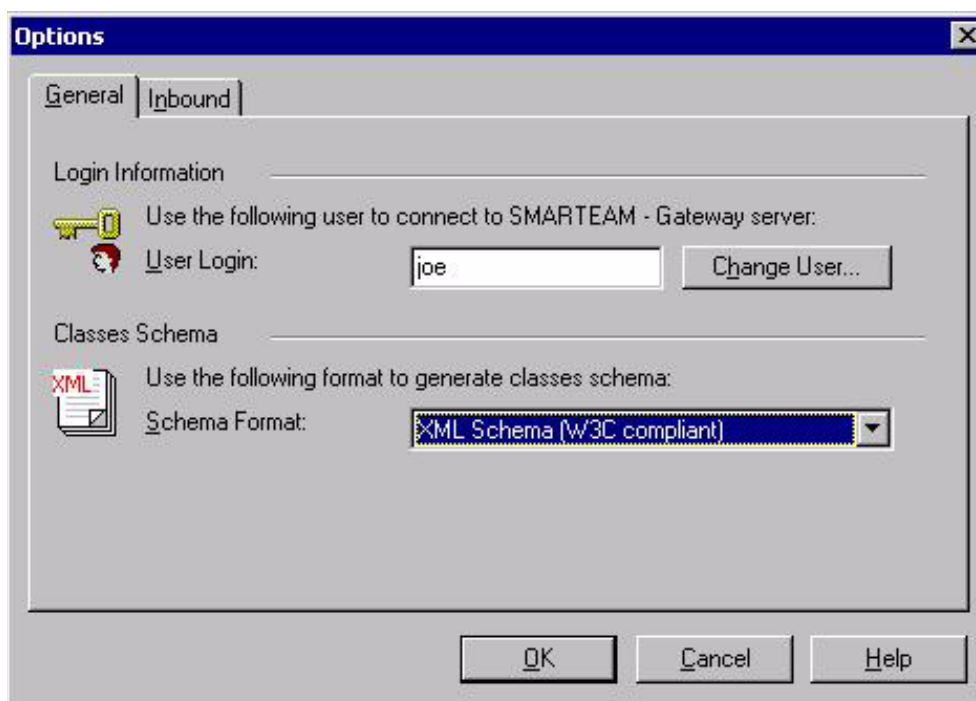 Options
General
Inbound
Login Information
Use the following user to connect to SMARTEAM - Gateway server:
User Login:
joe
Change User...
Classes Schema
XML
Use the following format to generate classes schema:
Schema Format:
XML Schema (W3C compliant)
OK
Cancel
Help